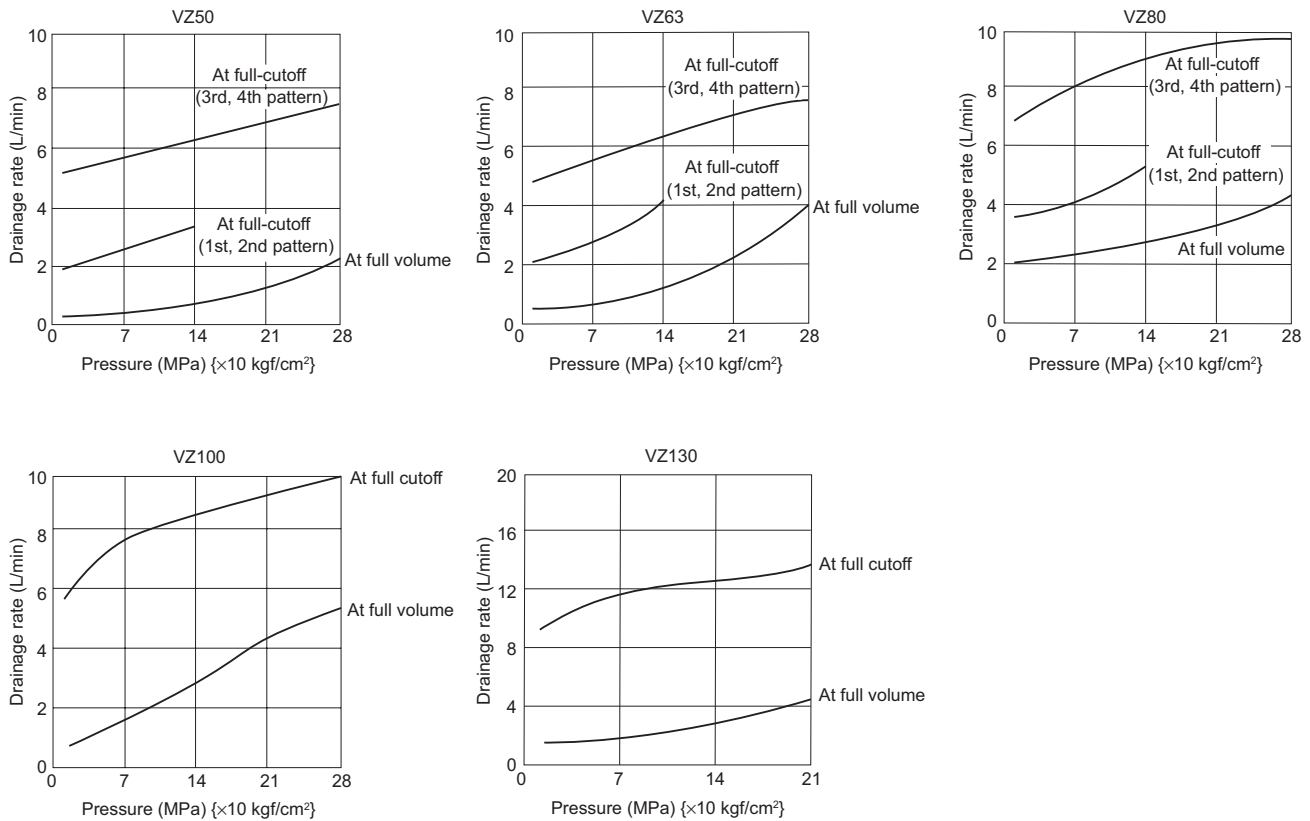 VZ50
Drainage rate (L/min)
10
8
6
4
2
0
At full-cutoff
(3rd, 4th pattern)
At full-cutoff
(1st, 2nd pattern)
At full volume
0 7 14 21 28
Pressure (MPa) {×10 kgf/cm²}
VZ63
Drainage rate (L/min)
10
8
6
4
2
0
At full-cutoff
(3rd, 4th pattern)
At full-cutoff
(1st, 2nd pattern)
At full volume
0 7 14 21 28
Pressure (MPa) {×10 kgf/cm²}
VZ80
Drainage rate (L/min)
10
8
6
4
2
0
At full-cutoff
(3rd, 4th pattern)
At full-cutoff
(1st, 2nd pattern)
At full volume
0 7 14 21 28
Pressure (MPa) {×10 kgf/cm²}
VZ100
Drainage rate (L/min)
10
8
6
4
2
0
At full cutoff
At full volume
0 7 14 21 28
Pressure (MPa) {×10 kgf/cm²}
VZ130
Drainage rate (L/min)
20
16
12
8
4
0
At full cutoff
At full volume
0 7 14 21
Pressure (MPa) {×10 kgf/cm²}